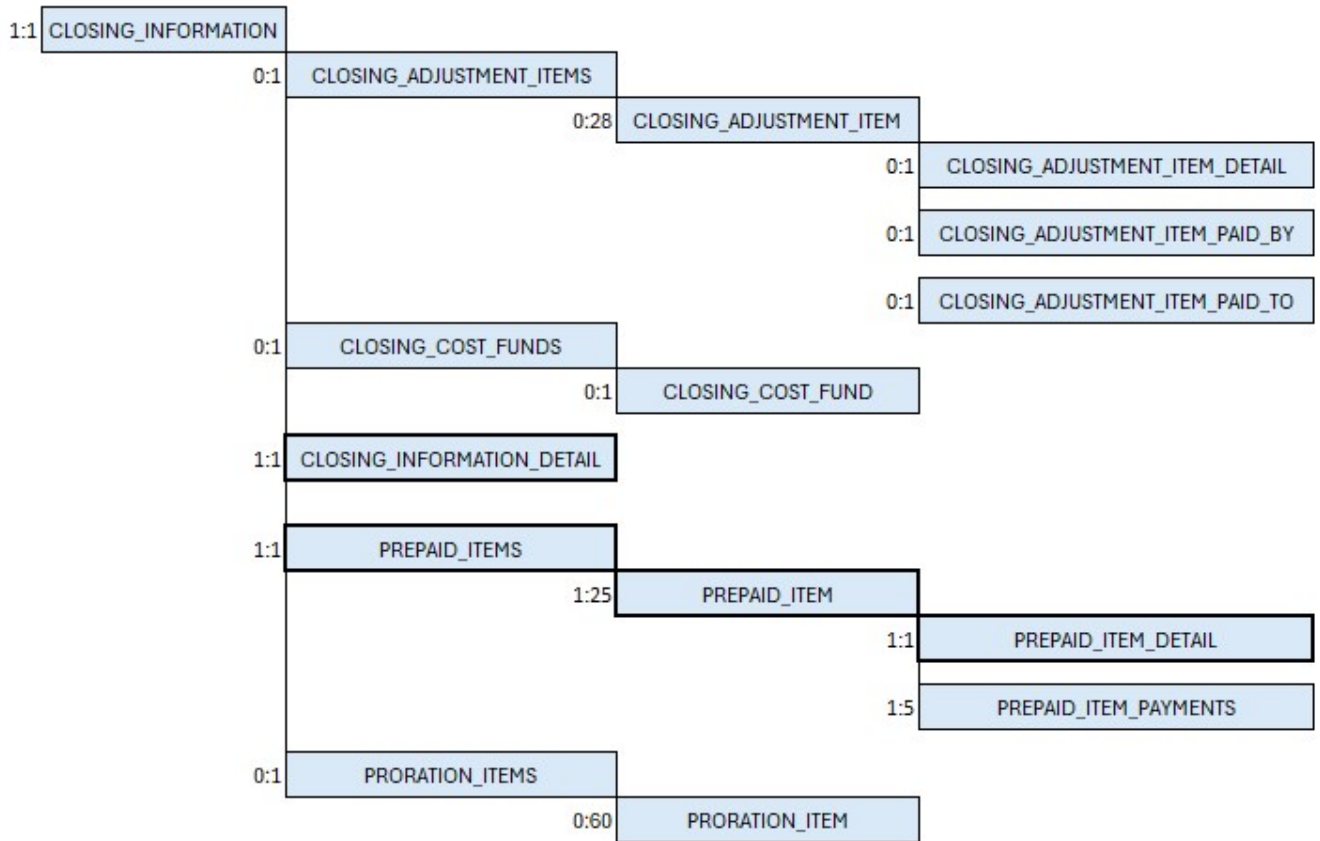 1:1 CLOSING_INFORMATION
0:1 CLOSING_ADJUSTMENT_ITEMS
0:28 CLOSING_ADJUSTMENT_ITEM
0:1 CLOSING_ADJUSTMENT_ITEM_DETAIL
0:1 CLOSING_ADJUSTMENT_ITEM_PAID_BY
0:1 CLOSING_ADJUSTMENT_ITEM_PAID_TO
0:1 CLOSING_COST_FUNDS
0:1 CLOSING_COST_FUND
1:1 CLOSING_INFORMATION_DETAIL
1:1 PREPAID_ITEMS
1:25 PREPAID_ITEM
1:1 PREPAID_ITEM_DETAIL
1:5 PREPAID_ITEM_PAYMENTS
0:1 PRORATION_ITEMS
0:60 PRORATION_ITEM